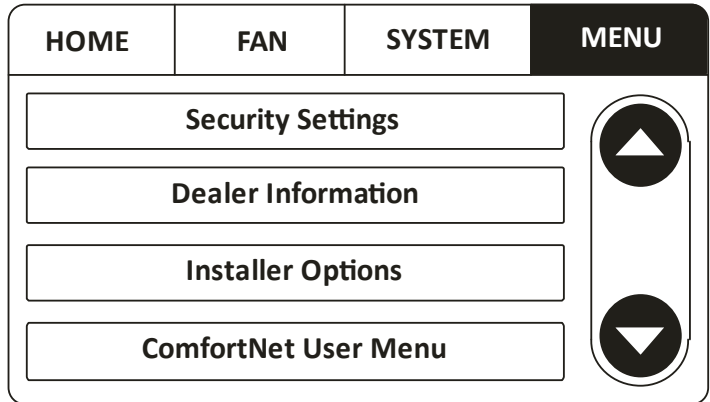 HOME FAN SYSTEM MENU
Security Settings
Dealer Information
Installer Options
ComfortNet User Menu